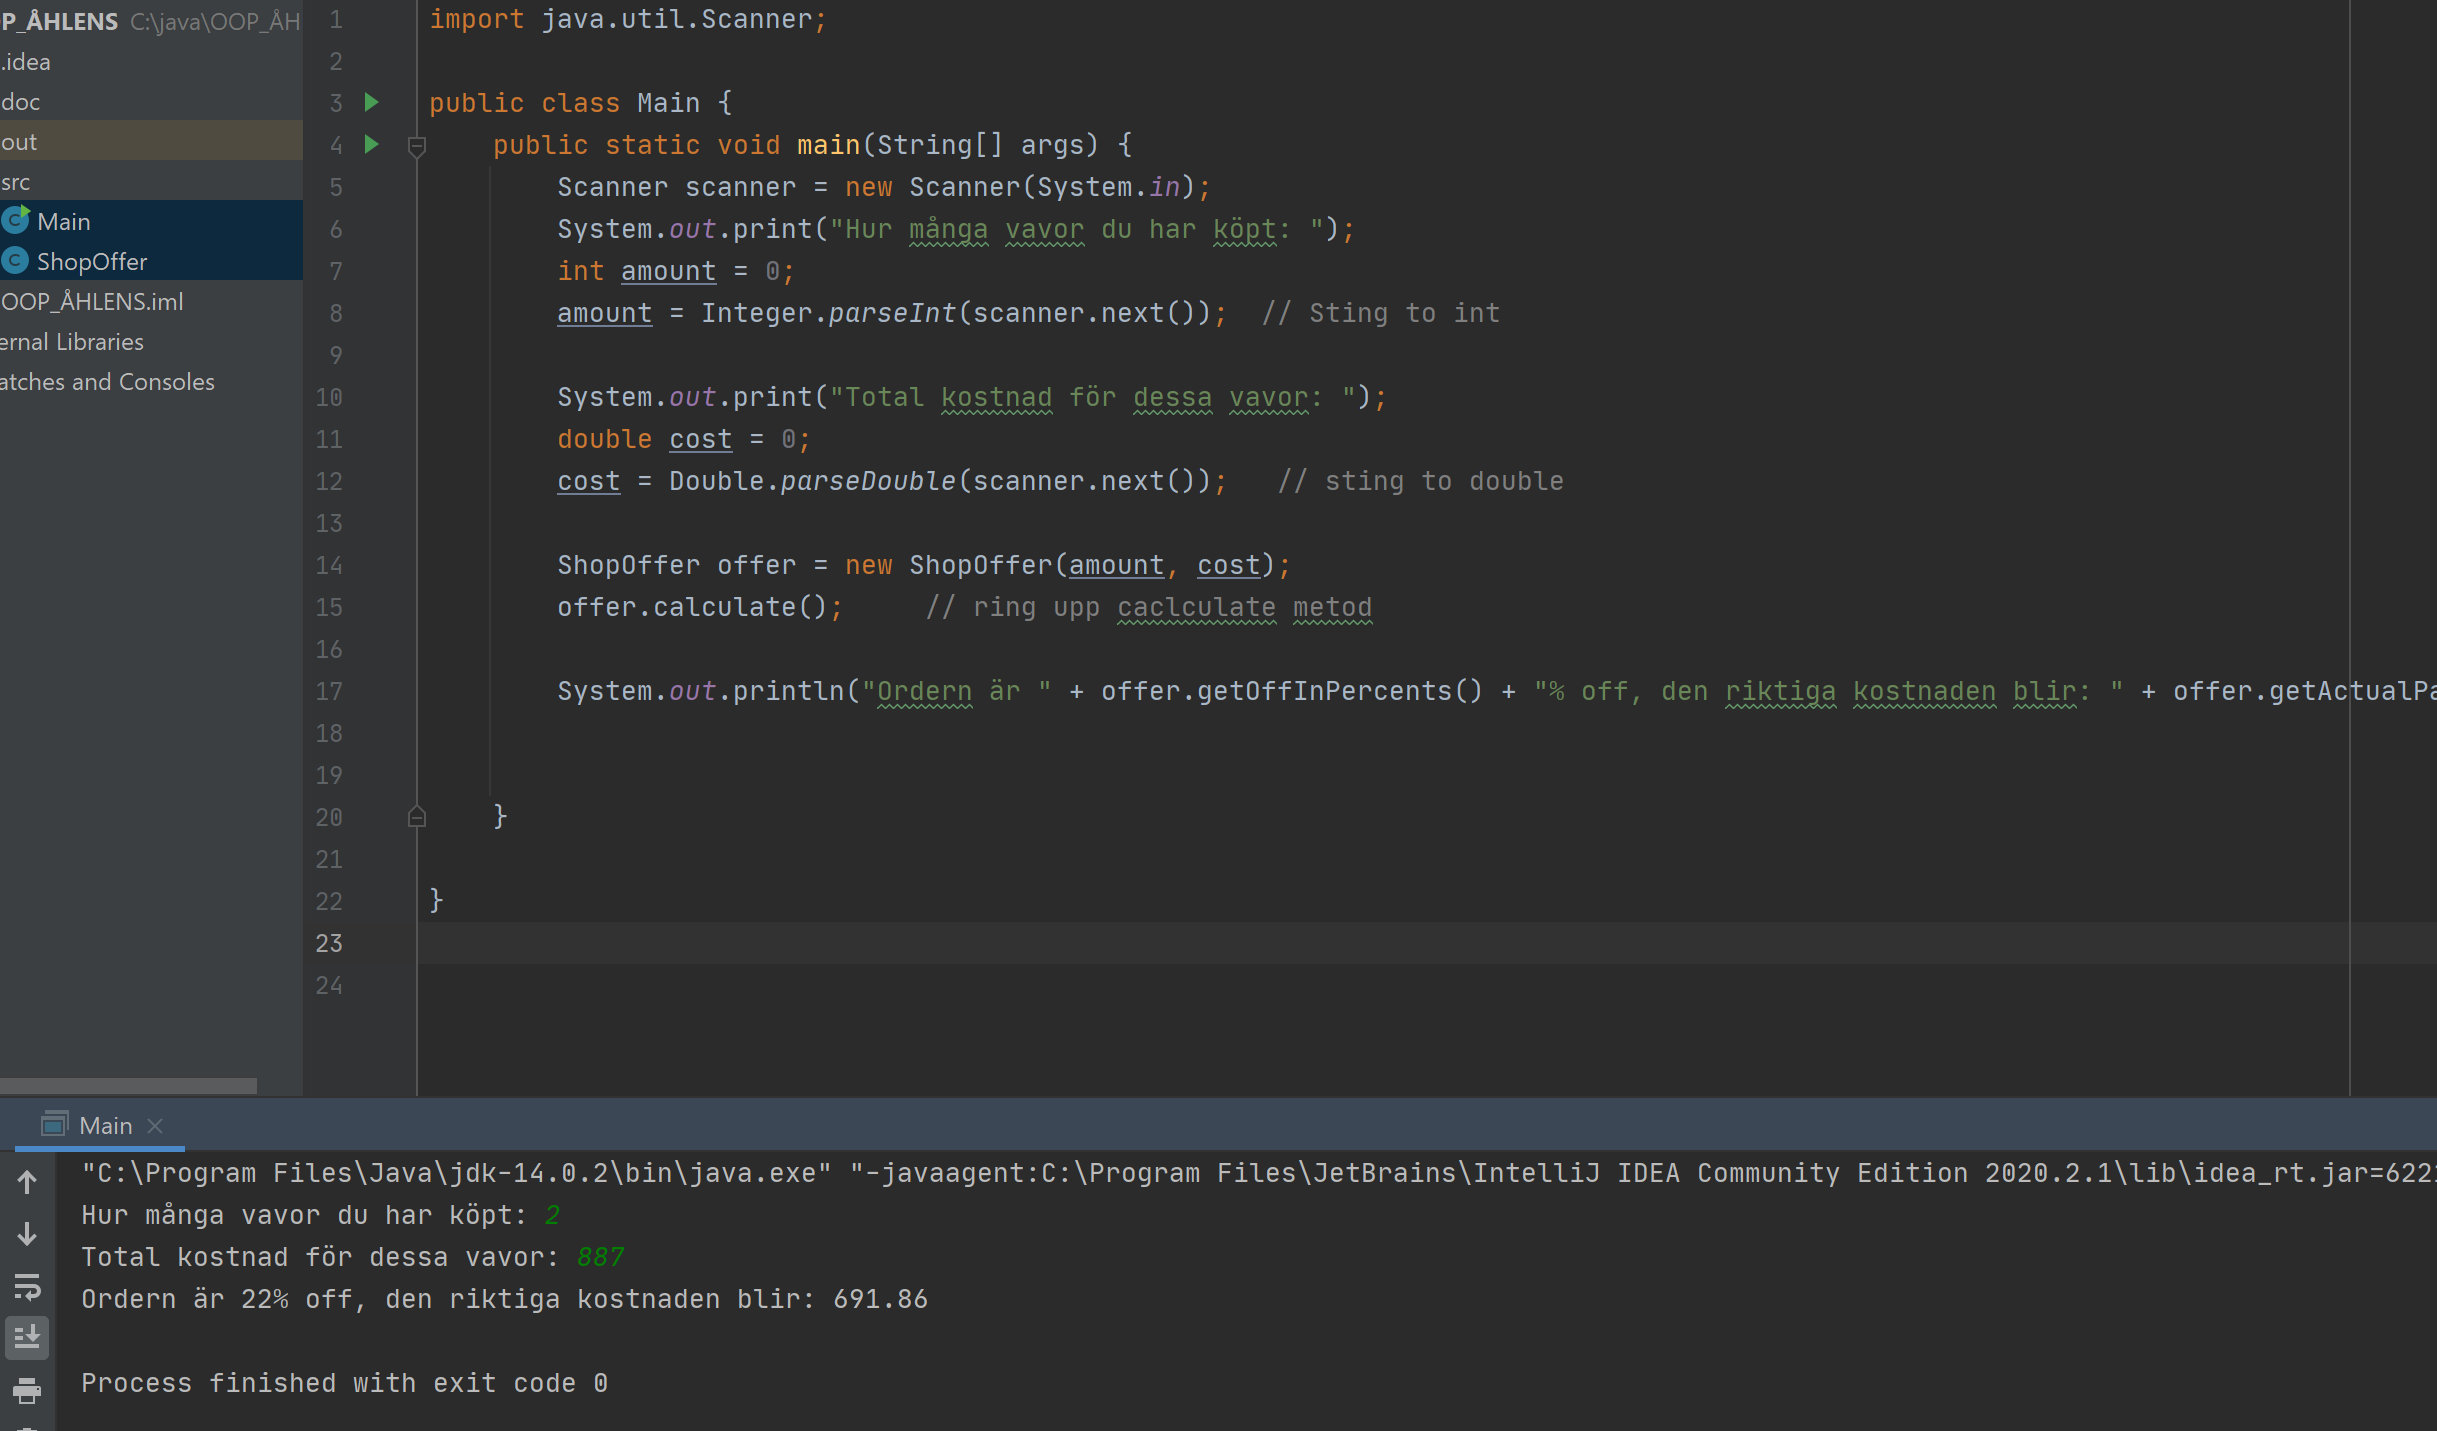 P_ÅHLENS C:\java\OOP_ÅH
.idea
doc
out
src
Main
ShopOffer
OOP_ÅHLENS.iml
ernal Libraries
atches and Consoles
1 import java.util.Scanner;
2
3 public class Main {
4 public static void main(String[] args) {
5 Scanner scanner = new Scanner(System.in);
6 System.out.print("Hur många vavor du har köpt: ");
7 int amount = 0;
8 amount = Integer.parseInt(scanner.next()); // Sting to int
9
10 System.out.print("Total kostnad för dessa vavor: ");
11 double cost = 0;
12 cost = Double.parseDouble(scanner.next()); // sting to double
13
14 ShopOffer offer = new ShopOffer(amount, cost);
15 offer.calculate(); // ring upp caclculate metod
16
17 System.out.println("Ordern är " + offer.getOffInPercents() + "% off, den riktiga kostnaden blir: " + offer.getActualPa
18
19
20 }
21
22 }
23
24
Main
"C:\Program Files\Java\jdk-14.0.2\bin\java.exe" "-javaagent:C:\Program Files\JetBrains\IntelliJ IDEA Community Edition 2020.2.1\lib\idea_rt.jar=6221
Hur många vavor du har köpt: 2
Total kostnad för dessa vavor: 887
Ordern är 22% off, den riktiga kostnaden blir: 691.86
Process finished with exit code 0